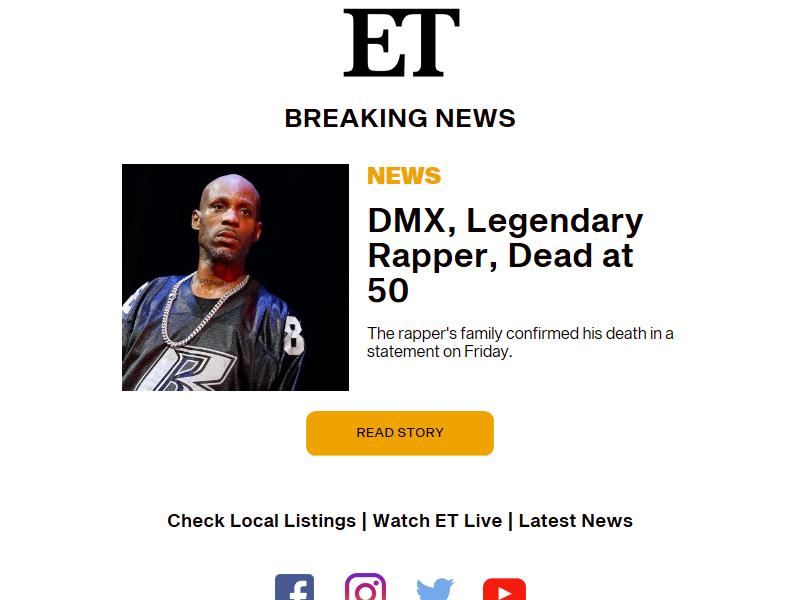 ET
BREAKING NEWS
NEWS
DMX, Legendary
Rapper, Dead at
50
The rapper's family confirmed his death in a
statement on Friday.
READ STORY
Check Local Listings | Watch ET Live | Latest News